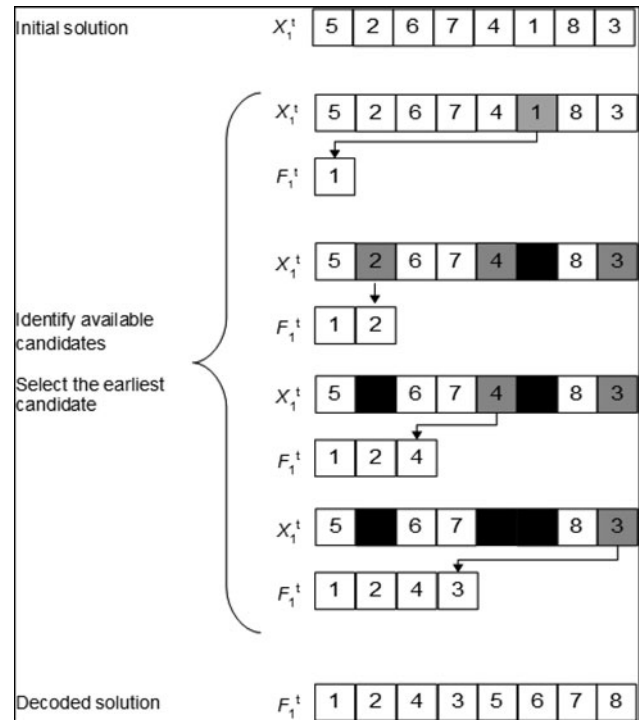 Initial solution X₁ᵗ 5 2 6 7 4 1 8 3
X₁ᵗ 5 2 6 7 4 1 8 3
F₁ᵗ 1
X₁ᵗ 5 2 6 7 4 8 3
Identify available
candidates
F₁ᵗ 1 2
Select the earliest
candidate
X₁ᵗ 5 6 7 4 8 3
F₁ᵗ 1 2 4
X₁ᵗ 5 6 7 8 3
F₁ᵗ 1 2 4 3
Decoded solution F₁ᵗ 1 2 4 3 5 6 7 8